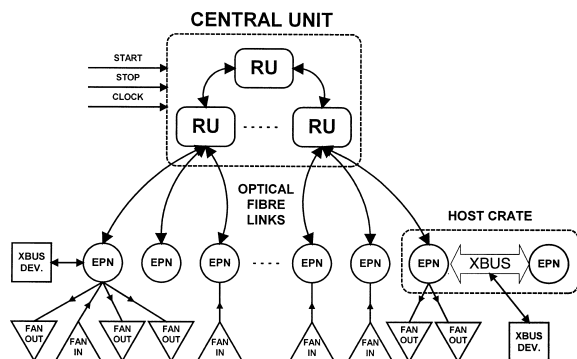 CENTRAL UNIT
START
STOP
CLOCK
RU
RU
RU
OPTICAL
FIBRE
LINKS
HOST CRATE
XBUS
DEV.
EPN
EPN
EPN
EPN
EPN
EPN
XBUS
EPN
FAN
OUT
FAN
IN
FAN
OUT
FAN
OUT
FAN
IN
FAN
IN
FAN
IN
FAN
OUT
FAN
OUT
XBUS
DEV.